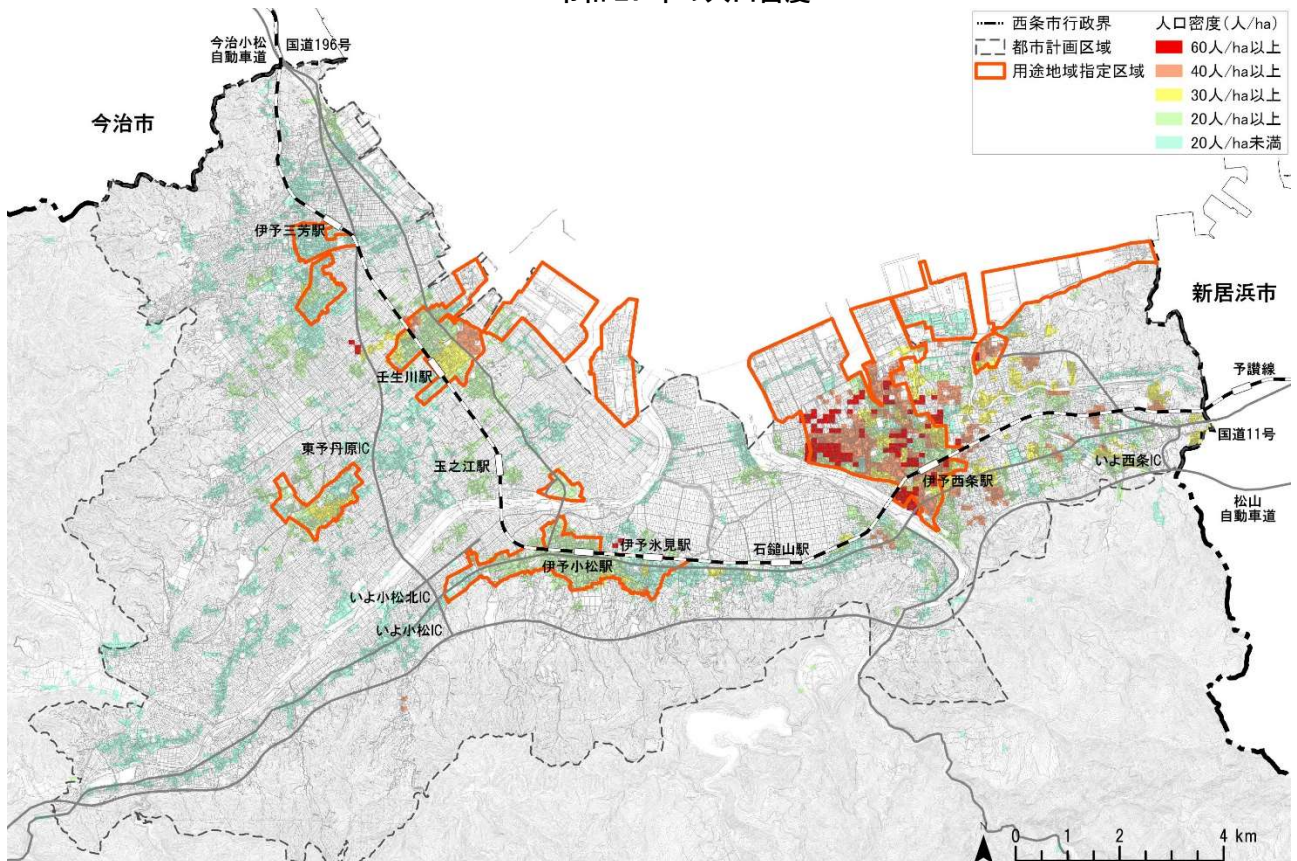 国道196号
今治小松
自動車道
今治市
西条市行政界
都市計画区域
用途地域指定区域
人口密度(人/ha)
60人/ha以上
40人/ha以上
30人/ha以上
20人/ha以上
20人/ha未満
伊予三芳駅
壬生川駅
東予丹原IC
玉之江駅
新居浜市
予讃線
国道11号
いよ西条IC
伊予西条駅
松山
自動車道
伊予氷見駅
石鎚山駅
伊予小松駅
いよ小松北IC
いよ小松IC
0 1 2 4 km